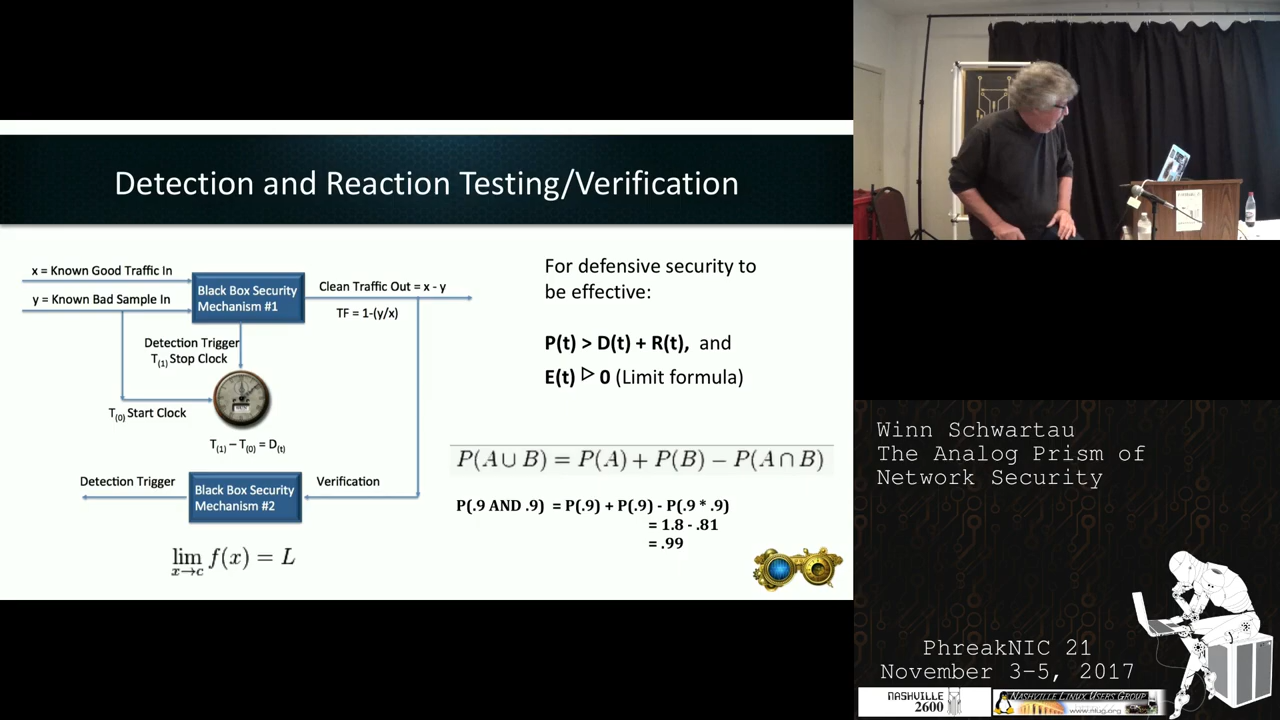 Detection and Reaction Testing/Verification
x = Known Good Traffic In
y = Known Bad Sample In
Black Box Security
Mechanism #1
Clean Traffic Out = x - y
TF = 1-(y/x)
Detection Trigger
T(1) Stop Clock
T(0) Start Clock
T(1) – T(0) = D(t)
Detection Trigger
Black Box Security
Mechanism #2
Verification
lim x→c f(x) = L
For defensive security to
be effective:
P(t) > D(t) + R(t), and
E(t) ▷ 0 (Limit formula)
P(A ∪ B) = P(A) + P(B) − P(A ∩ B)
P(.9 AND .9) = P(.9) + P(.9) - P(.9 * .9)
= 1.8 - .81
= .99
Winn Schwartau
The Analog Prism of
Network Security
PhreakNIC 21
November 3-5, 2017
NASHVILLE
2600
NASHVILLE LINUX USERS GROUP
www.nlug.org